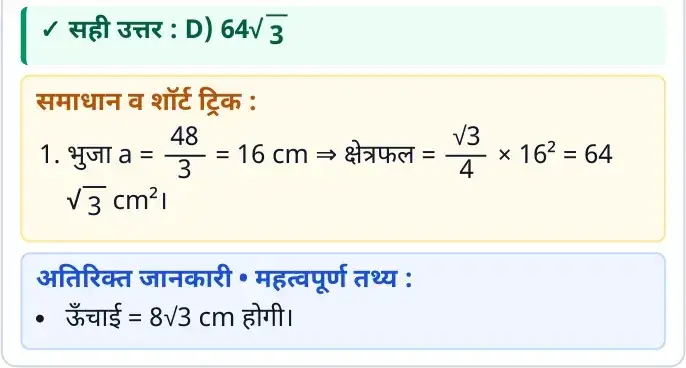 ✓ सही उत्तर : D) 64√3
समाधान व शॉर्ट ट्रिक :
1. भुजा a = 48/3 = 16 cm ⇒ क्षेत्रफल = √3/4 × 16² = 64
√3 cm²।
अतिरिक्त जानकारी • महत्वपूर्ण तथ्य :
• ऊँचाई = 8√3 cm होगी।